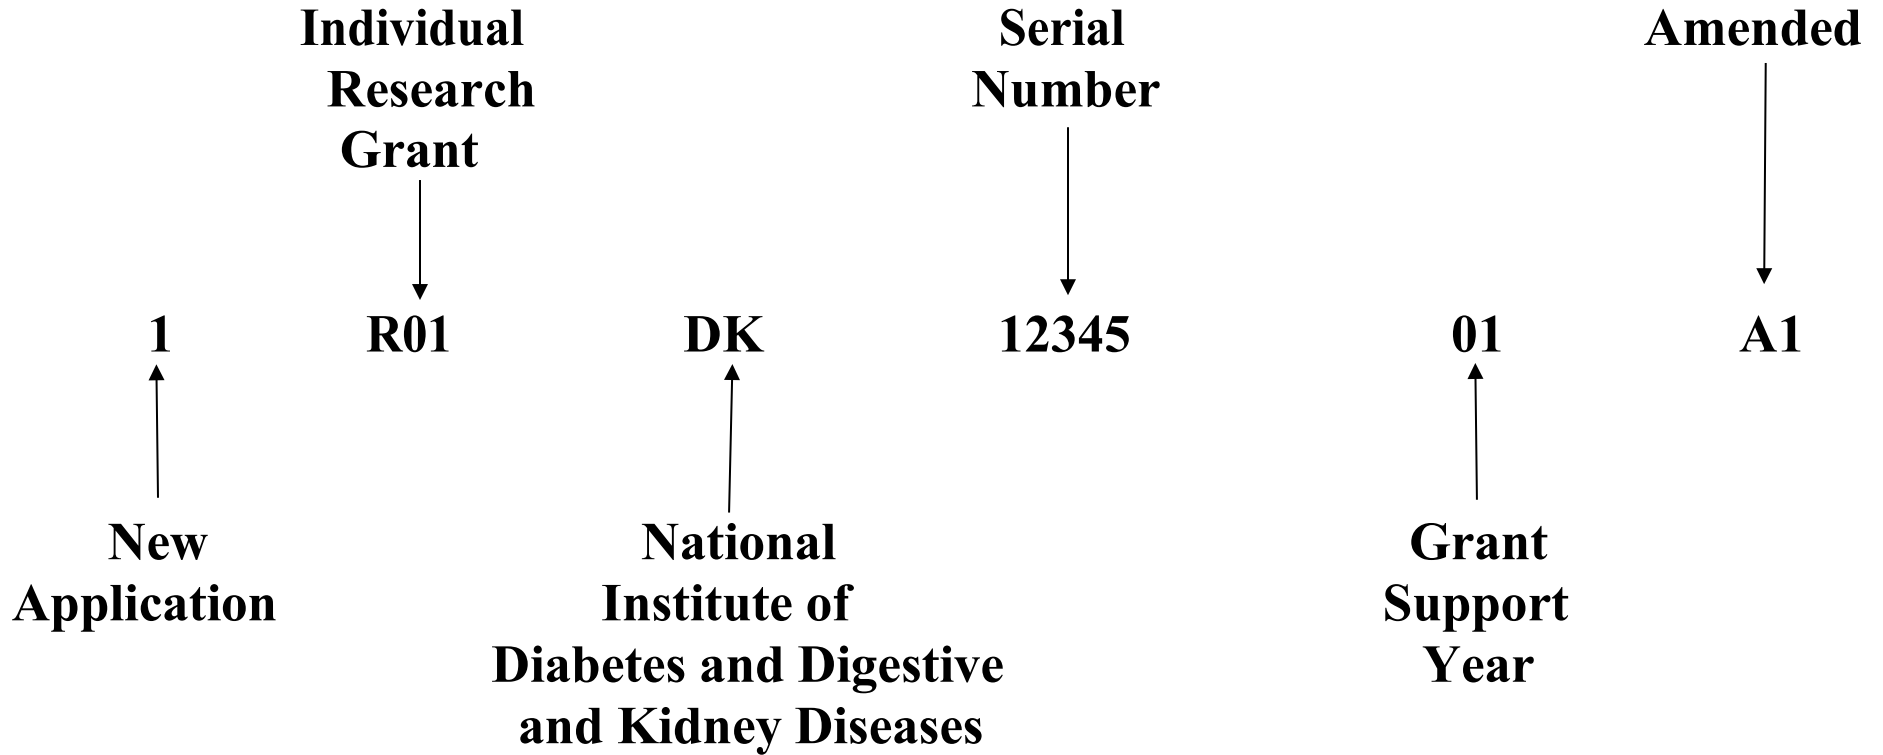 Individual
Research
Grant
Serial
Number
Amended
1 R01 DK 12345 01 A1
New
Application
National
Institute of
Diabetes and Digestive
and Kidney Diseases
Grant
Support
Year